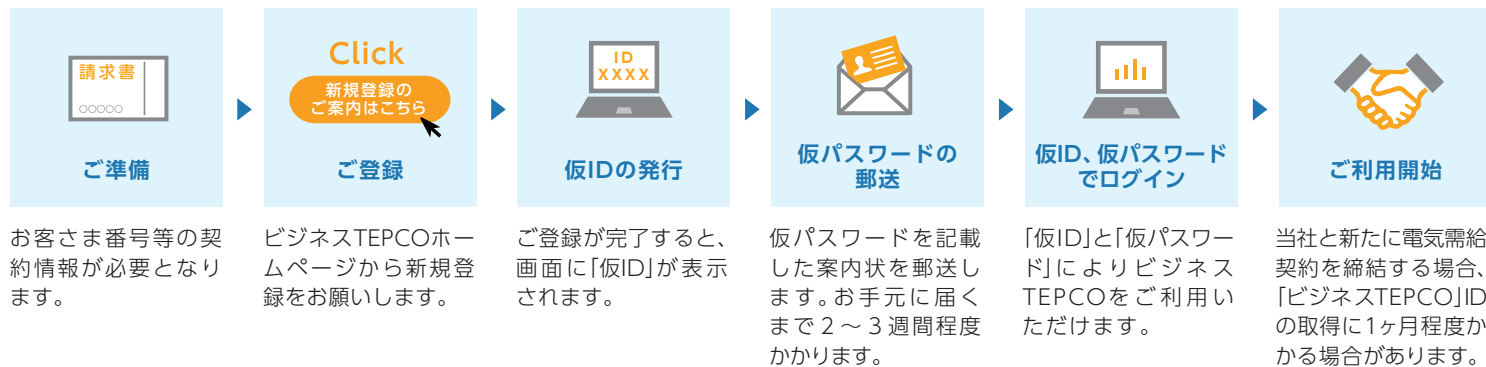 請求書
○○○○○
ご準備
お客さま番号等の契
約情報が必要となり
ます。
Click
新規登録の
ご案内はこちら
ご登録
ビジネスTEPCOホー
ムページから新規登
録をお願いします。
ID
XXXX
仮IDの発行
ご登録が完了すると、
画面に「仮ID」が表示
されます。
仮パスワードの
郵送
仮パスワードを記載
した案内状を郵送し
ます。お手元に届く
まで2～3週間程度
かかります。
仮ID、仮パスワード
でログイン
「仮ID」と「仮パスワー
ド」によりビジネス
TEPCOをご利用い
ただけます。
ご利用開始
当社と新たに電気需給
契約を締結する場合、
「ビジネスTEPCO」ID
の取得に1ヶ月程度か
かる場合があります。